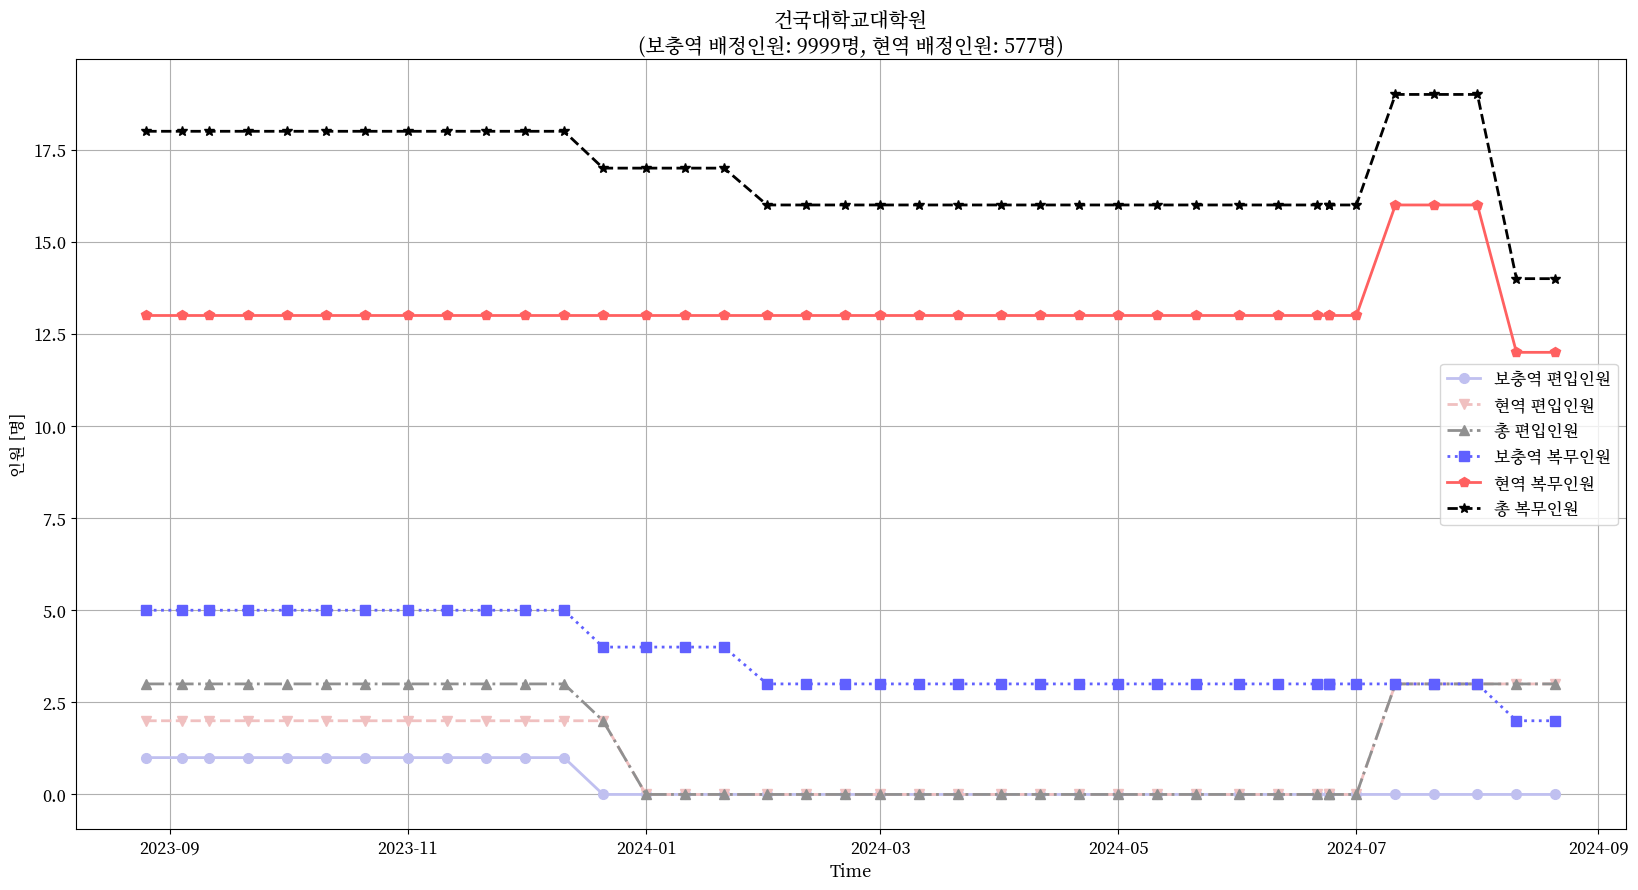 건국대학교대학원
(보충역 배정인원: 9999명, 현역 배정인원: 577명)
인원 [명]
17.5
15.0
12.5
10.0
7.5
5.0
2.5
0.0
보충역 편입인원
현역 편입인원
총 편입인원
보충역 복무인원
현역 복무인원
총 복무인원
2023-09
2023-11
2024-01
2024-03
2024-05
2024-07
2024-09
Time